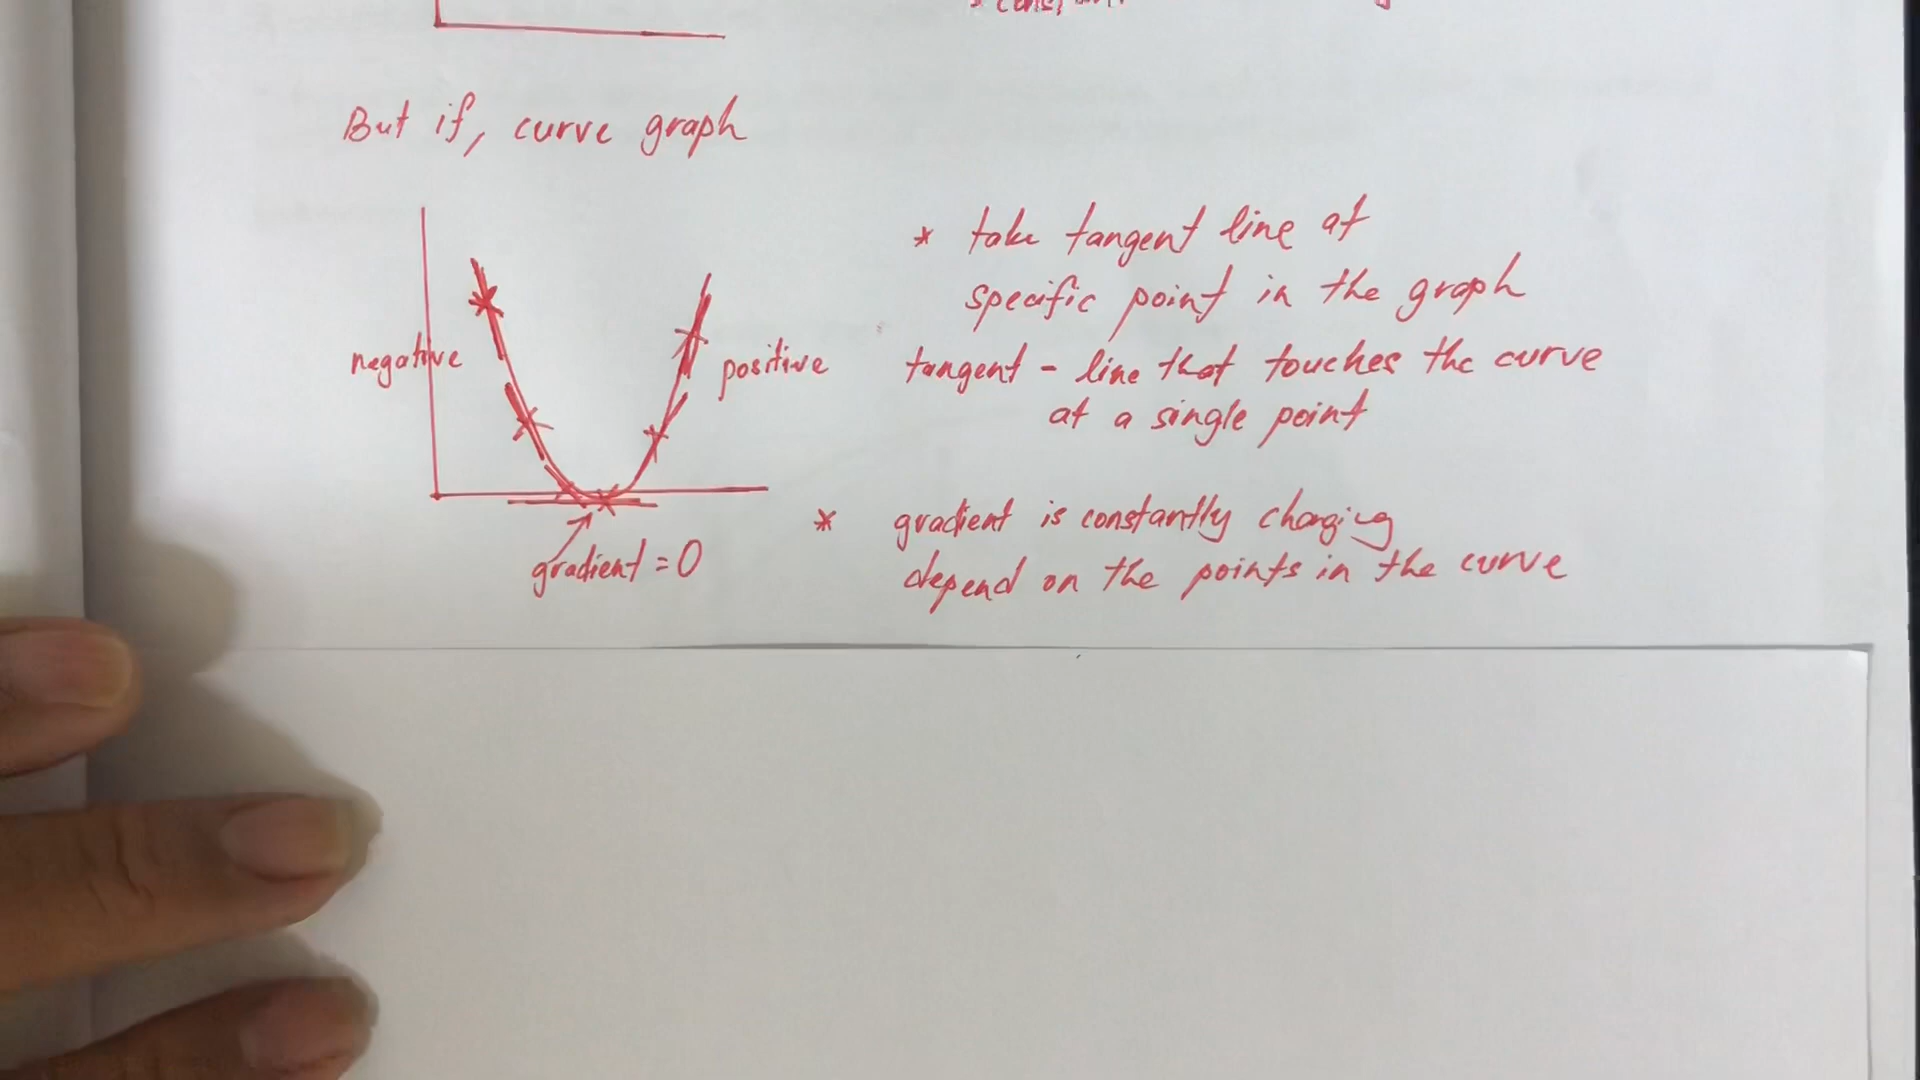 But if, curve graph
* take tangent line at
specific point in the graph
negative
positive
tangent - line that touches the curve
at a single point
gradient = 0
* gradient is constantly changing
depend on the points in the curve